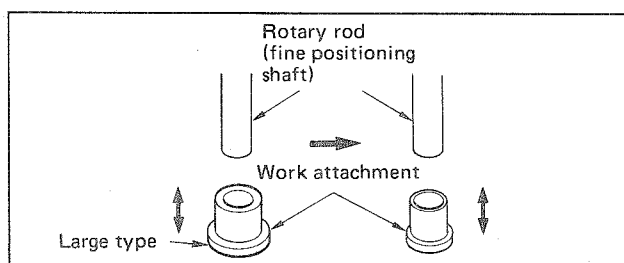 Rotary rod
(fine positioning
shaft)
Work attachment
Large type